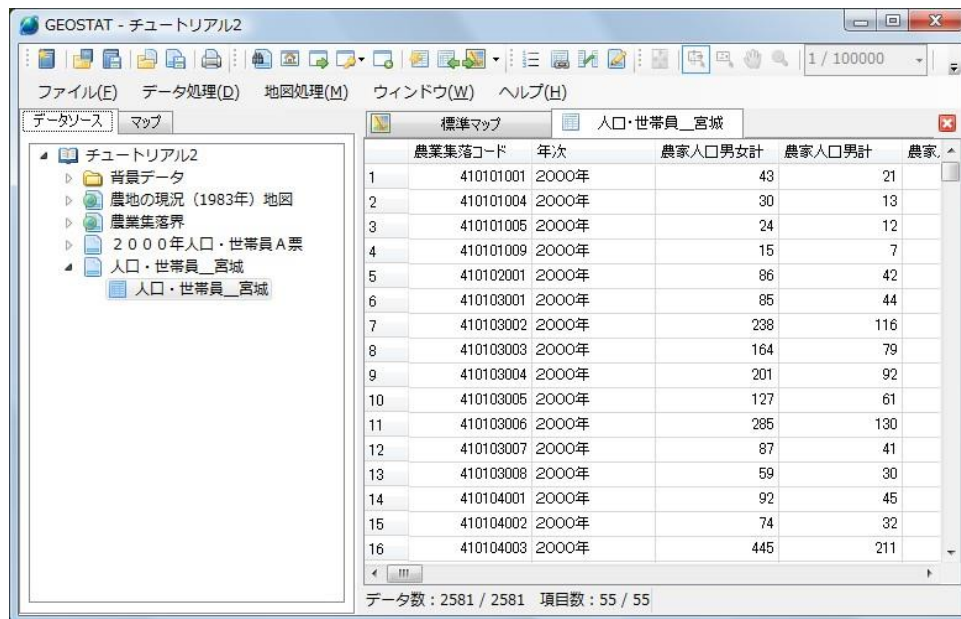 GEOSTAT - チュートリアル2
1 / 100000
ファイル(F) データ処理(D) 地図処理(M) ウィンドウ(W) ヘルプ(H)
データソース マップ
チュートリアル2
背景データ
農地の現況（1983年）地図
農業集落界
２０００年人口・世帯員Ａ票
人口・世帯員__宮城
人口・世帯員__宮城
標準マップ 人口・世帯員__宮城
農業集落コード 年次 農家人口男女計 農家人口男計 農家
1 410101001 2000年 43 21
2 410101004 2000年 30 13
3 410101005 2000年 24 12
4 410101009 2000年 15 7
5 410102001 2000年 86 42
6 410103001 2000年 85 44
7 410103002 2000年 238 116
8 410103003 2000年 164 79
9 410103004 2000年 201 92
10 410103005 2000年 127 61
11 410103006 2000年 285 130
12 410103007 2000年 87 41
13 410103008 2000年 59 30
14 410104001 2000年 92 45
15 410104002 2000年 74 32
16 410104003 2000年 445 211
データ数：2581 / 2581 項目数：55 / 55